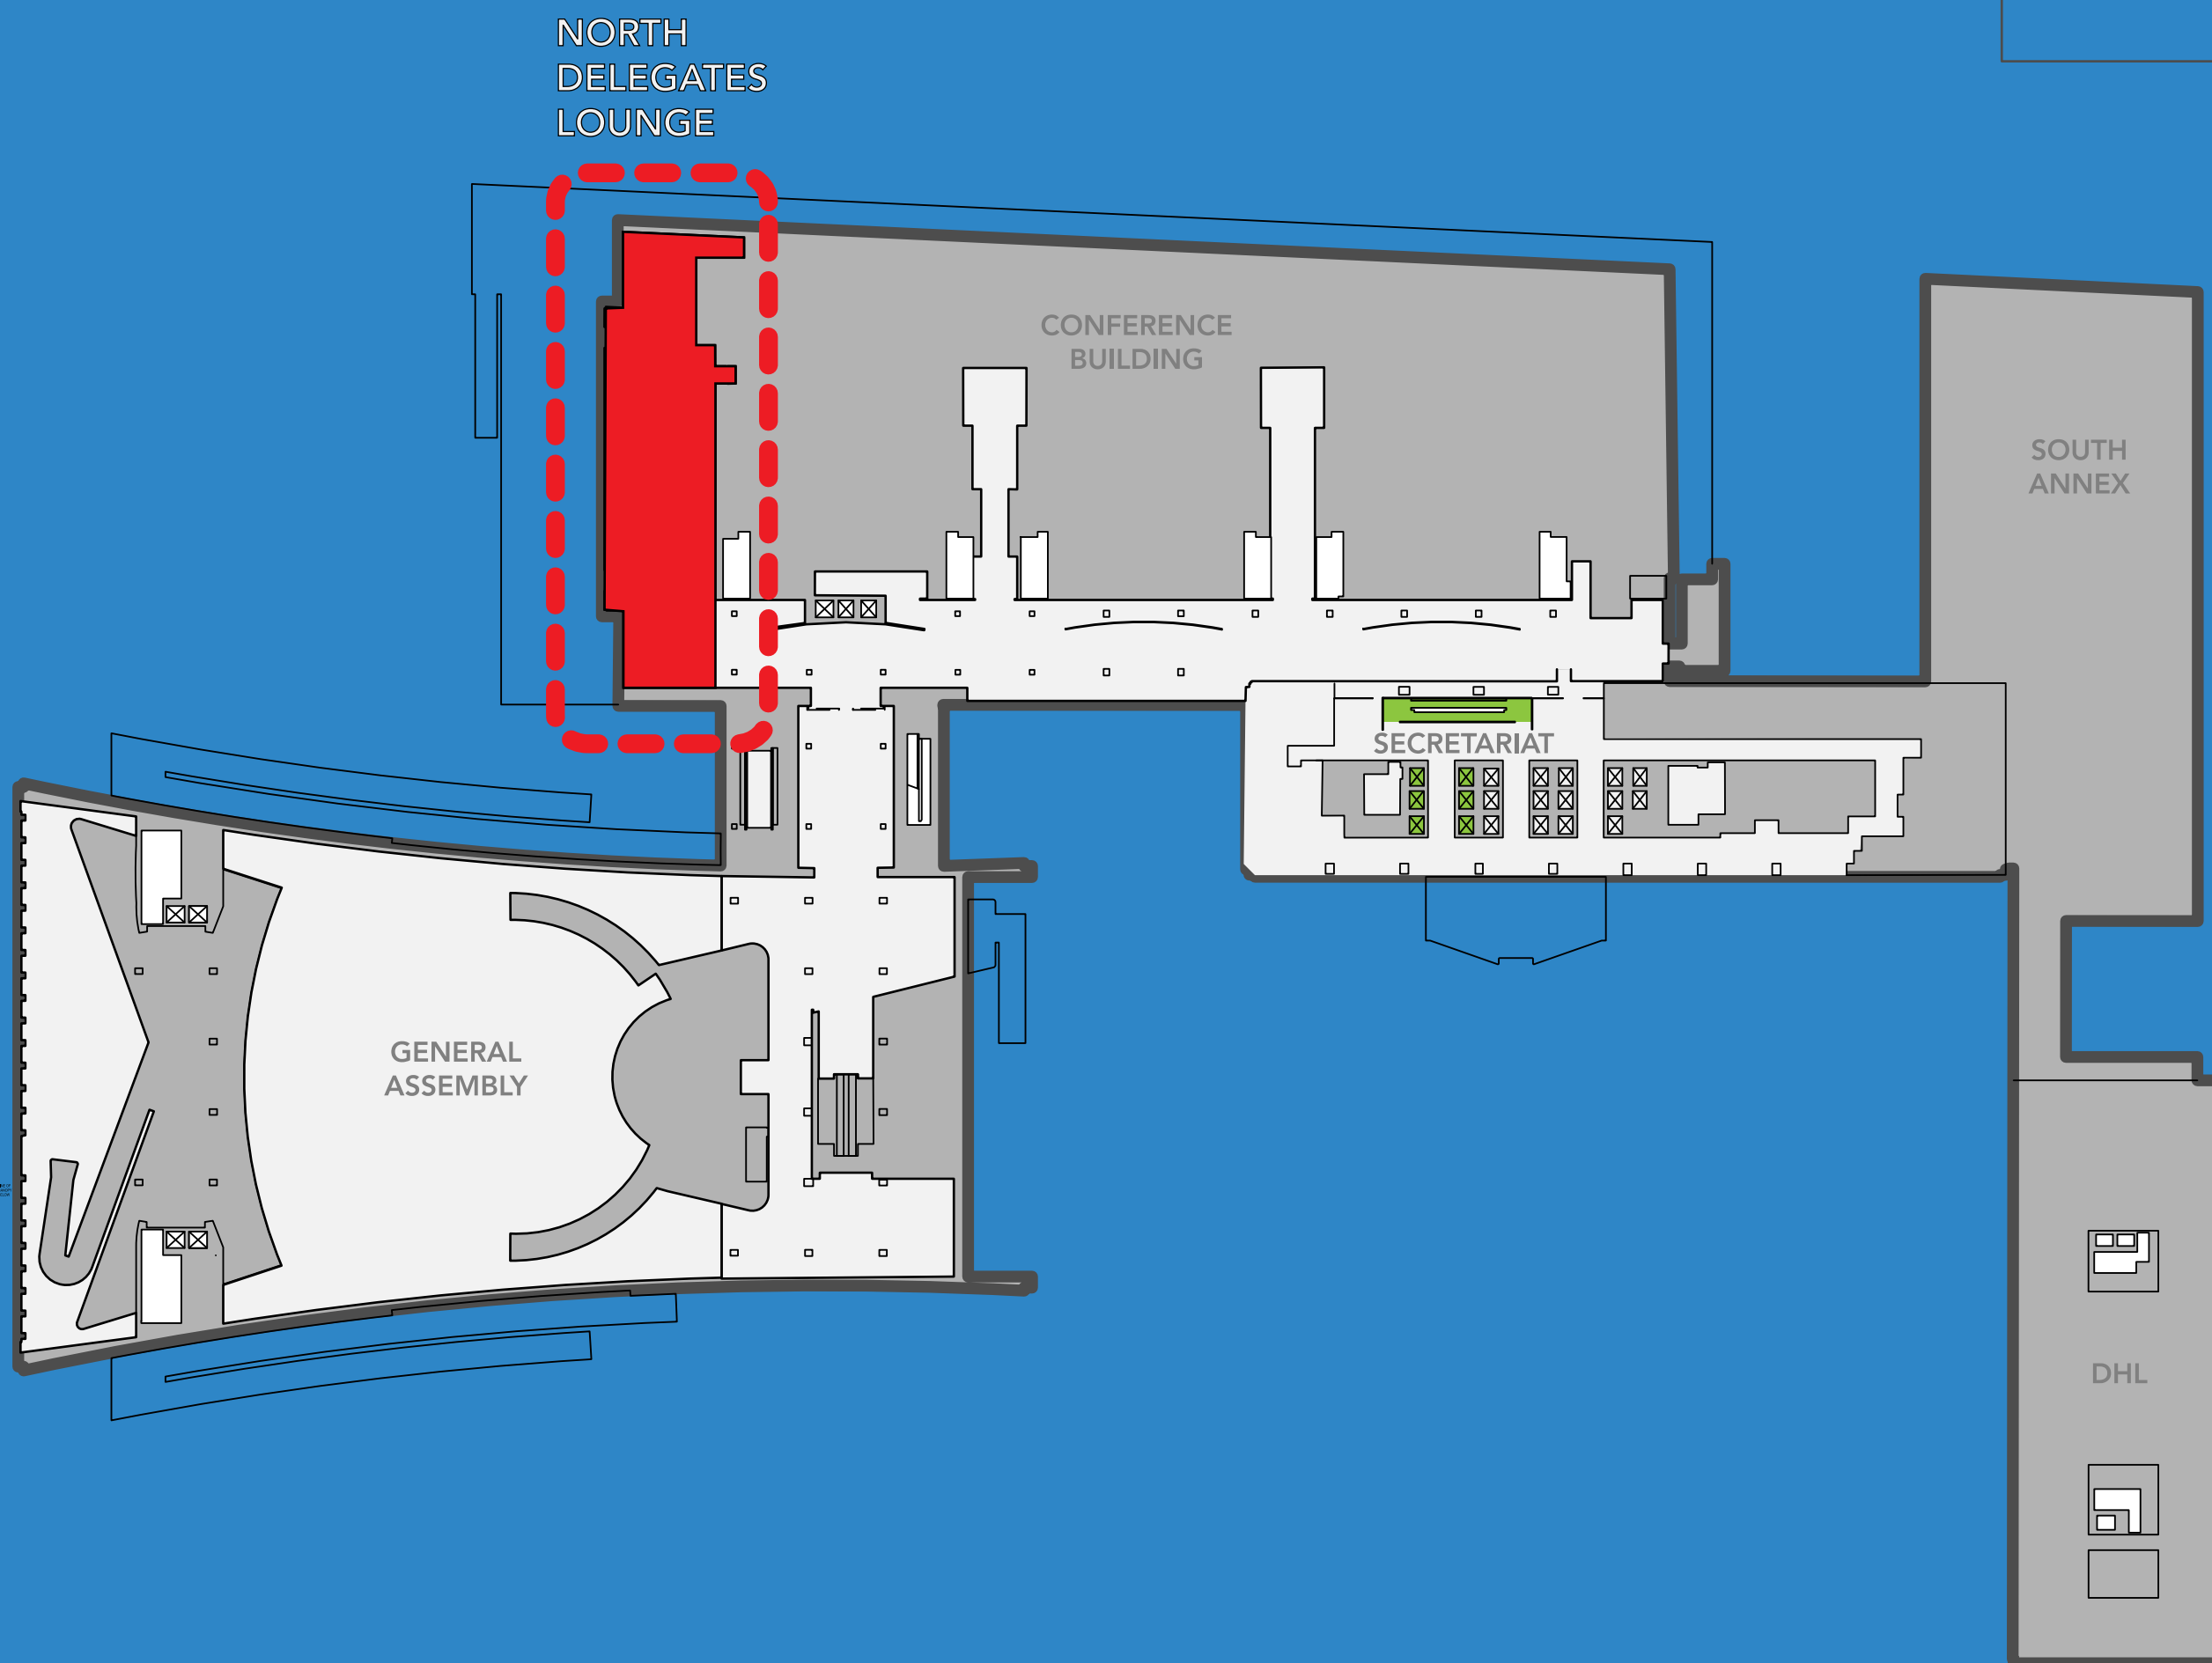 NORTH
DELEGATES
LOUNGE
CONFERENCE
BUILDING
SOUTH
ANNEX
SECRETARIAT
GENERAL
ASSEMBLY
DHL